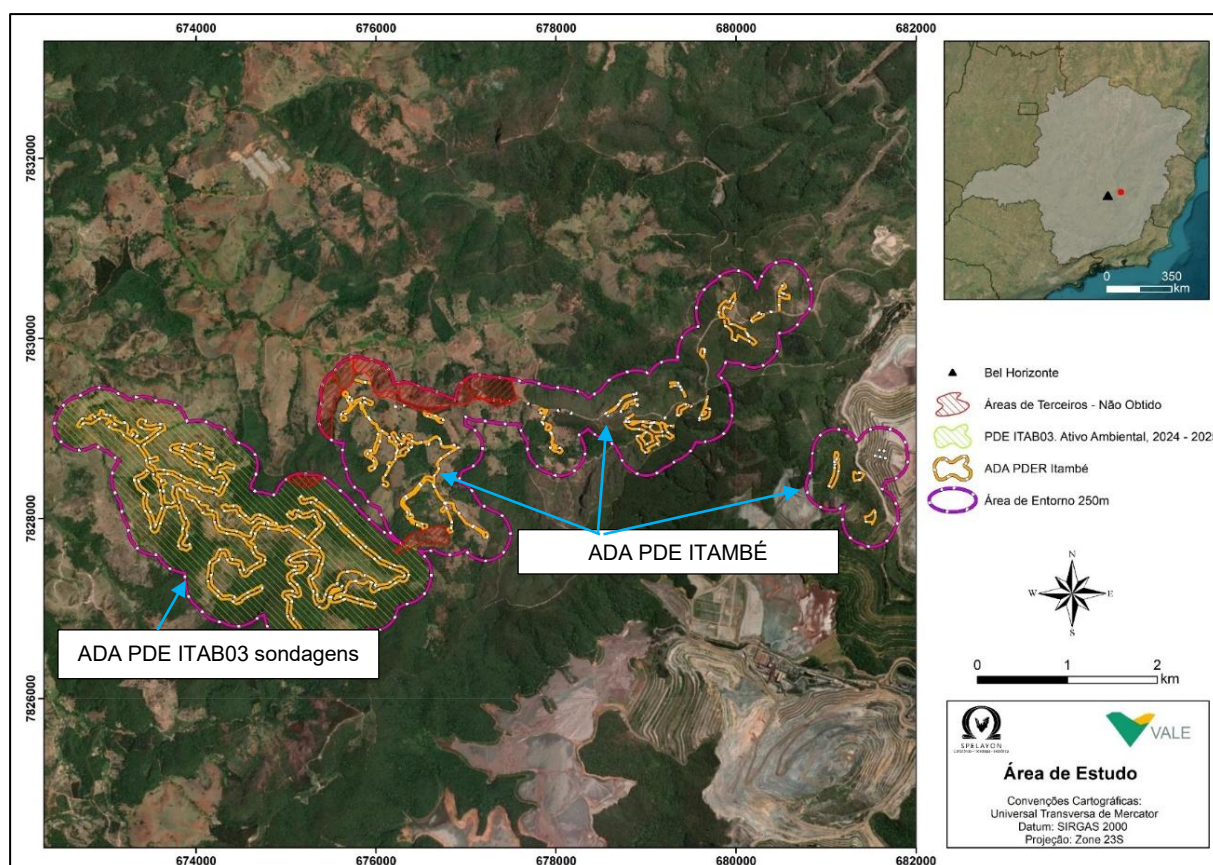 674000 676000 678000 680000 682000
7832000
7830000
7828000
7826000
ADA PDE ITAMBÉ
ADA PDE ITAB03 sondagens
674000 676000 678000 680000 682000
0 350
km
Bel Horizonte
Áreas de Terceiros - Não Obtido
PDE ITAB03. Ativo Ambiental, 2024 - 202
ADA PDER Itambé
Área de Entorno 250m
N
W E
S
0 1 2
km
SPELAYON
VALE
Área de Estudo
Convenções Cartográficas:
Universal Transversa de Mercator
Datum: SIRGAS 2000
Projeção: Zone 23S